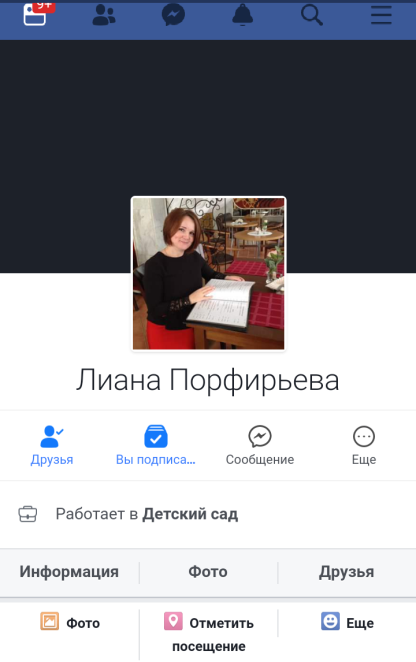 9+
Лиана Порфирьева
Друзья Вы подписа... Сообщение Еще
Работает в Детский сад
Информация Фото Друзья
Фото Отметить Еще
посещение